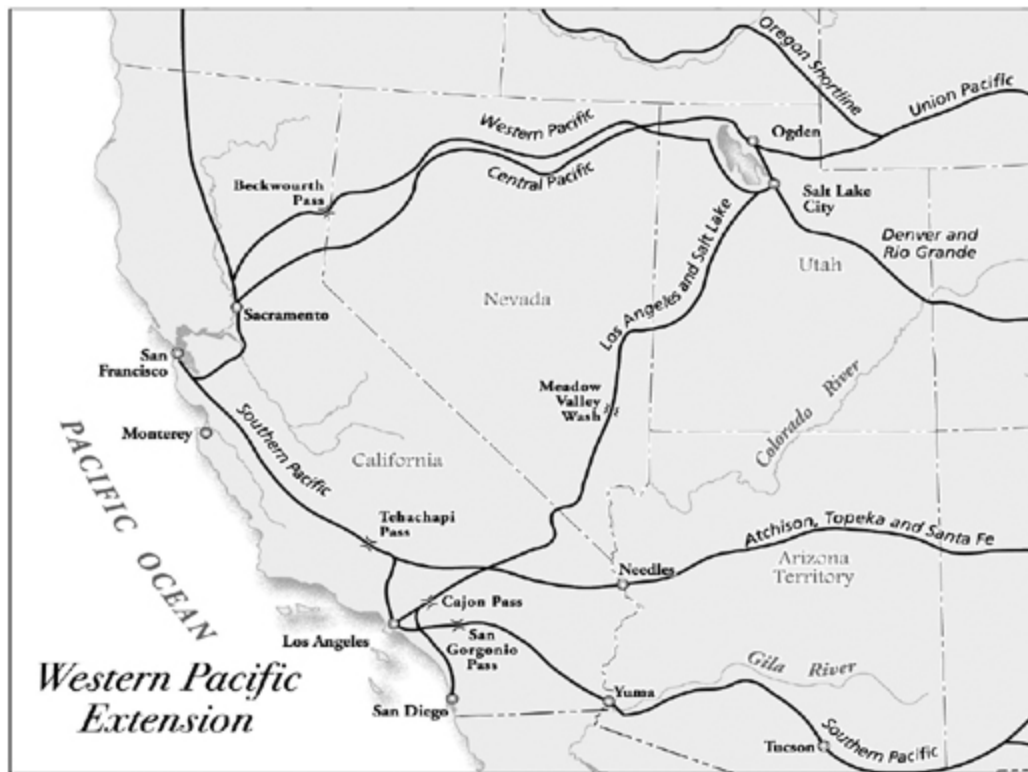 Oregon Shortline
Union Pacific
Western Pacific
Ogden
Central Pacific
Beckwourth
Pass
Salt Lake
City
Denver and
Rio Grande
Utah
Los Angeles and Salt Lake
Nevada
Sacramento
San
Francisco
Meadow
Valley
Wash
Colorado River
Monterey
Southern Pacific
California
PACIFIC OCEAN
Tehachapi
Pass
Atchison, Topeka and Santa Fe
Arizona
Territory
Needles
Cajon Pass
Los Angeles
San
Gorgonio
Pass
Gila River
Western Pacific
Extension
San Diego
Yuma
Tucson
Southern Pacific